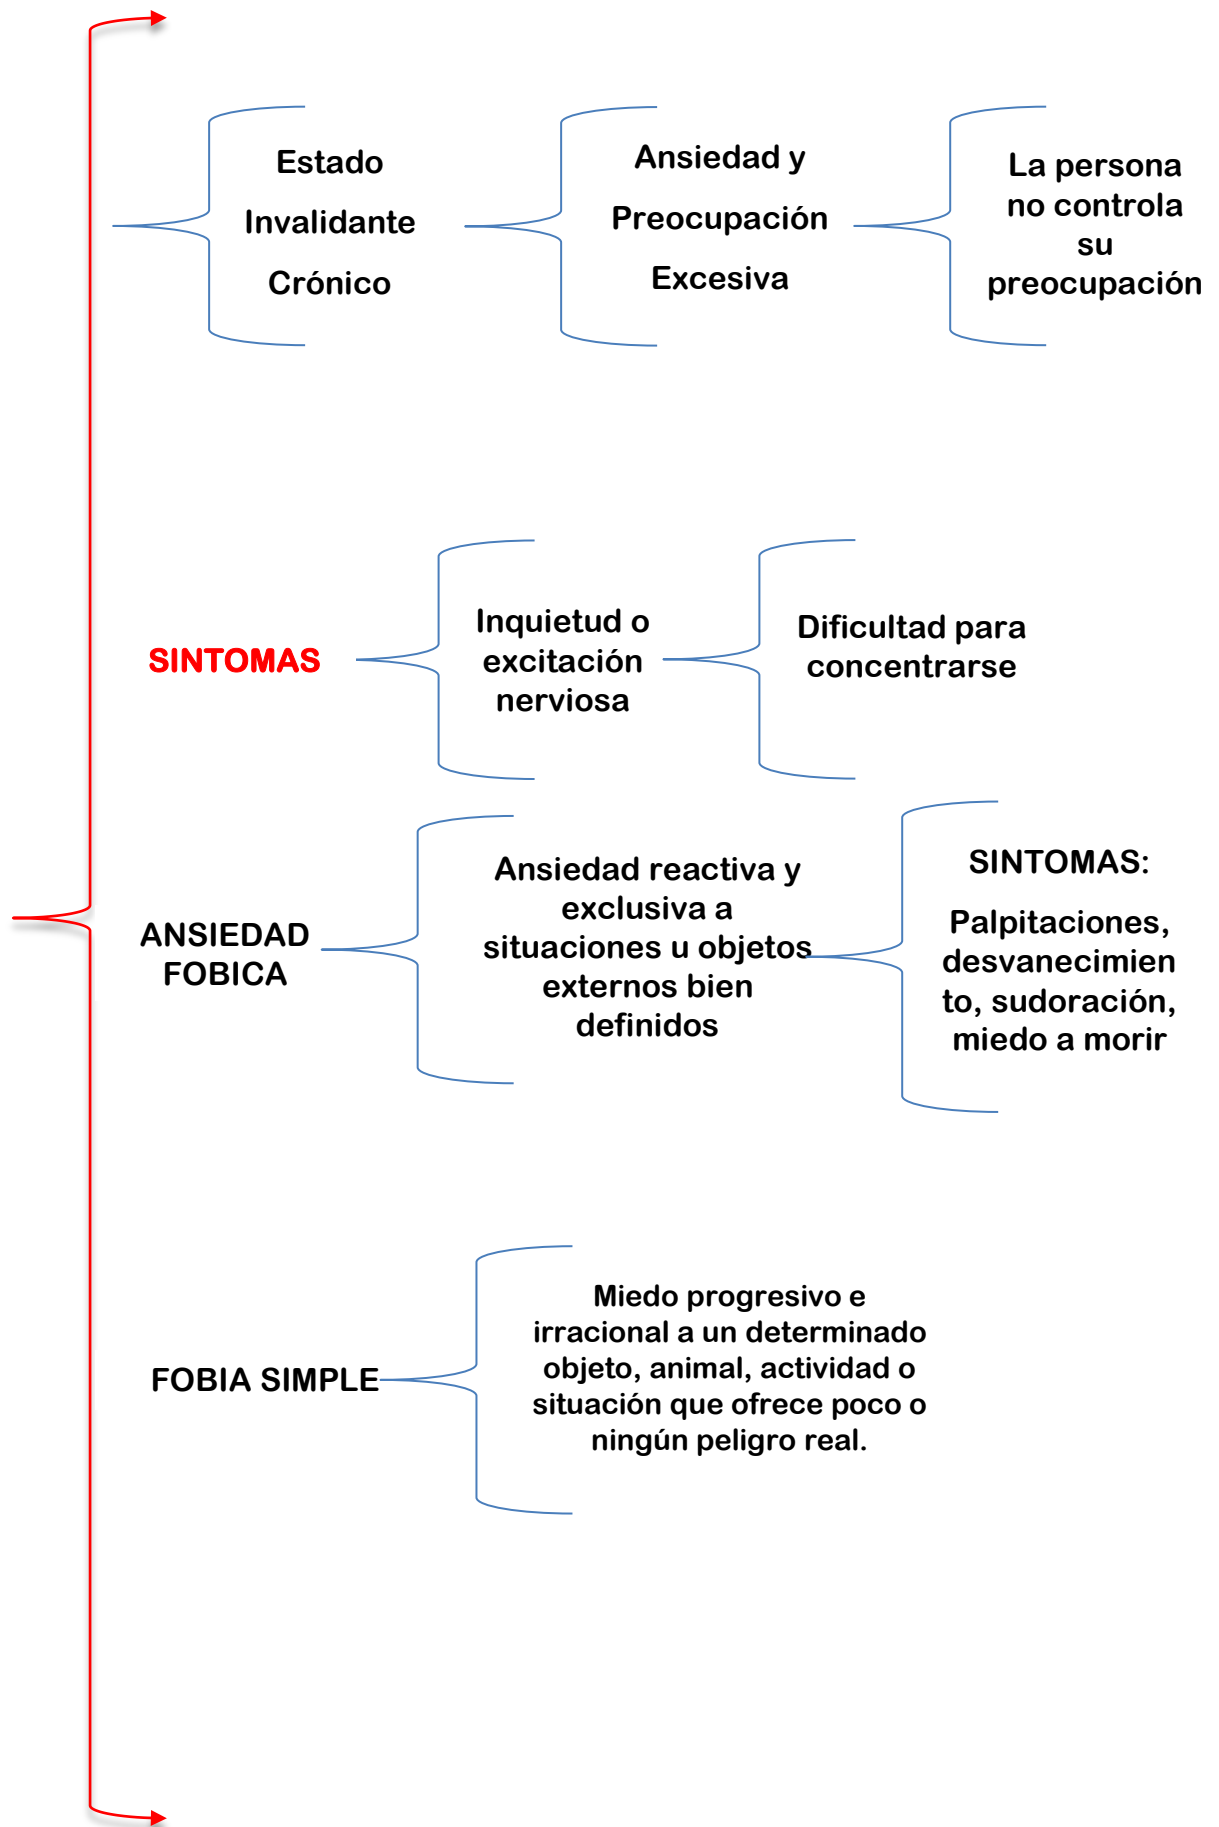 Estado
Invalidante
Crónico
Ansiedad y
Preocupación
Excesiva
La persona
no controla
su
preocupación
SINTOMAS
Inquietud o
excitación
nerviosa
Dificultad para
concentrarse
ANSIEDAD
FOBICA
Ansiedad reactiva y
exclusiva a
situaciones u objetos
externos bien
definidos
SINTOMAS:
Palpitaciones,
desvanecimien
to, sudoración,
miedo a morir
FOBIA SIMPLE
Miedo progresivo e
irracional a un determinado
objeto, animal, actividad o
situación que ofrece poco o
ningún peligro real.